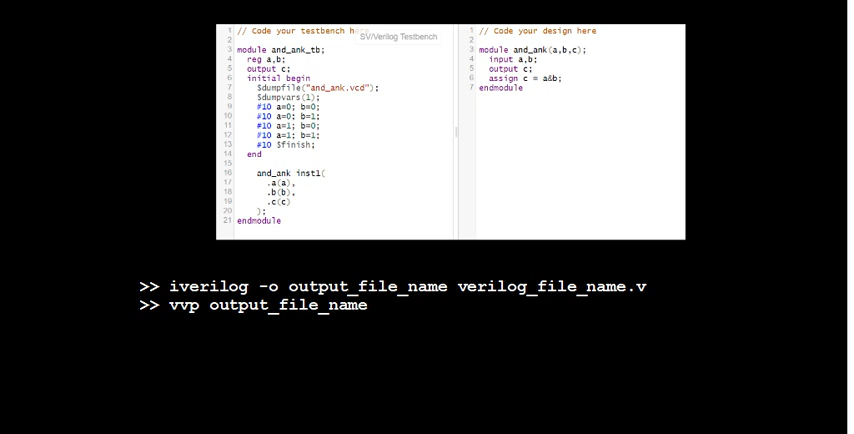 1 // Code your testbench here
SV/Verilog Testbench
2
3 module and_ank_tb;
4 reg a,b;
5 output c;
6 initial begin
7 $dumpfile("and_ank.vcd");
8 $dumpvars(1);
9 #10 a=0; b=0;
10 #10 a=0; b=1;
11 #10 a=1; b=0;
12 #10 a=1; b=1;
13 #10 $finish;
14 end
15
16 and_ank inst1(
17 .a(a),
18 .b(b),
19 .c(c)
20 );
21 endmodule
1 // Code your design here
2
3 module and_ank(a,b,c);
4 input a,b;
5 output c;
6 assign c = a&b;
7 endmodule
>> iverilog -o output_file_name verilog_file_name.v
>> vvp output_file_name